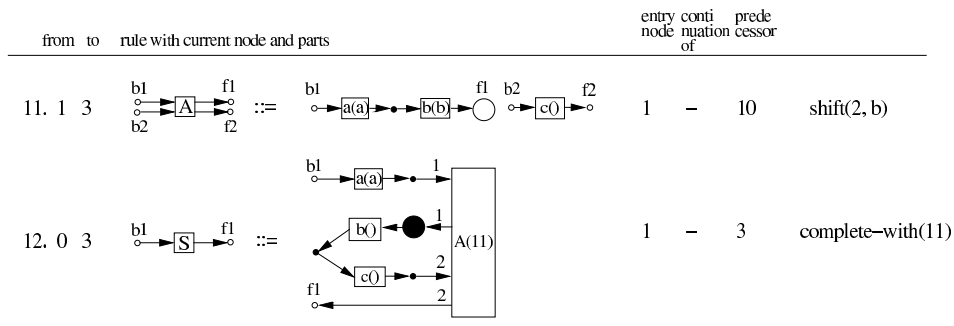 entry conti prede
from to rule with current node and parts node nuation cessor
of
b1 f1 b1 f1 b2 f2
11. 1 3 A ::= a(a) b(b) c() 1 – 10 shift(2, b)
b2 f2
b1 a(a) 1
b1 f1 b() 1
12. 0 3 S ::= A(11) 1 – 3 complete–with(11)
c() 2
f1 2